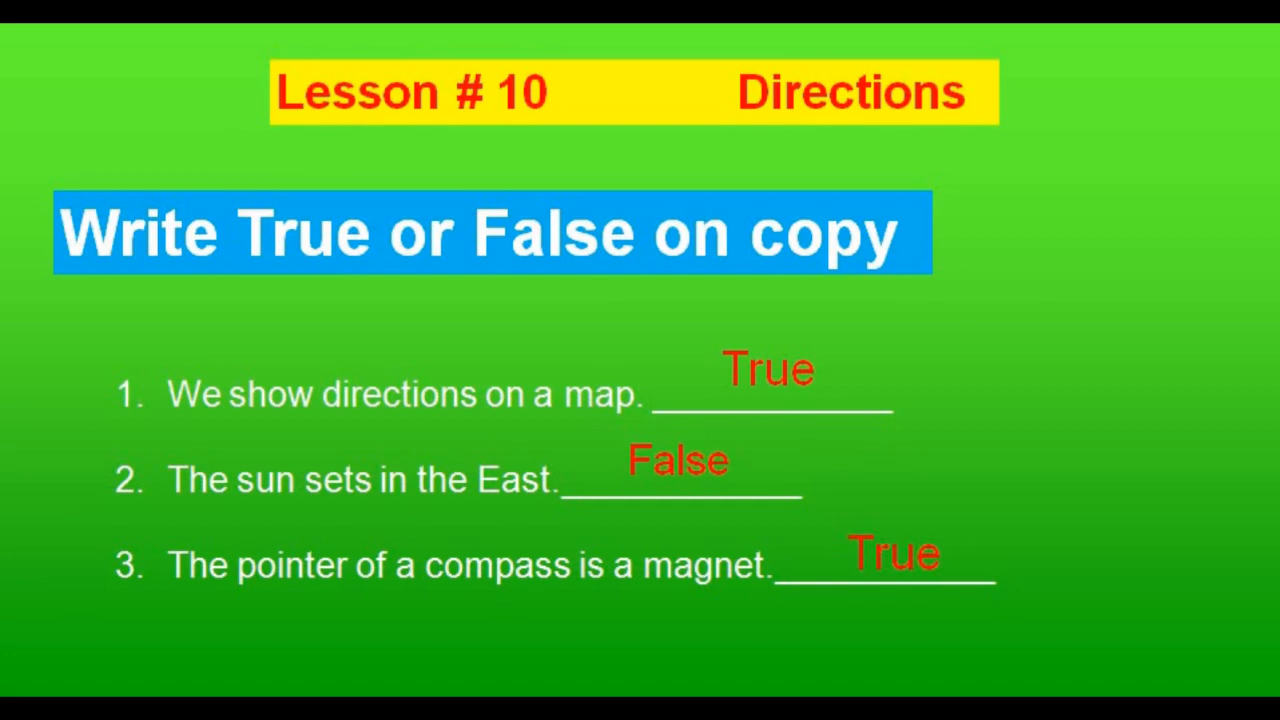 Lesson # 10 Directions
Write True or False on copy
1. We show directions on a map. ____________ True
2. The sun sets in the East.____________ False
3. The pointer of a compass is a magnet.___________ True